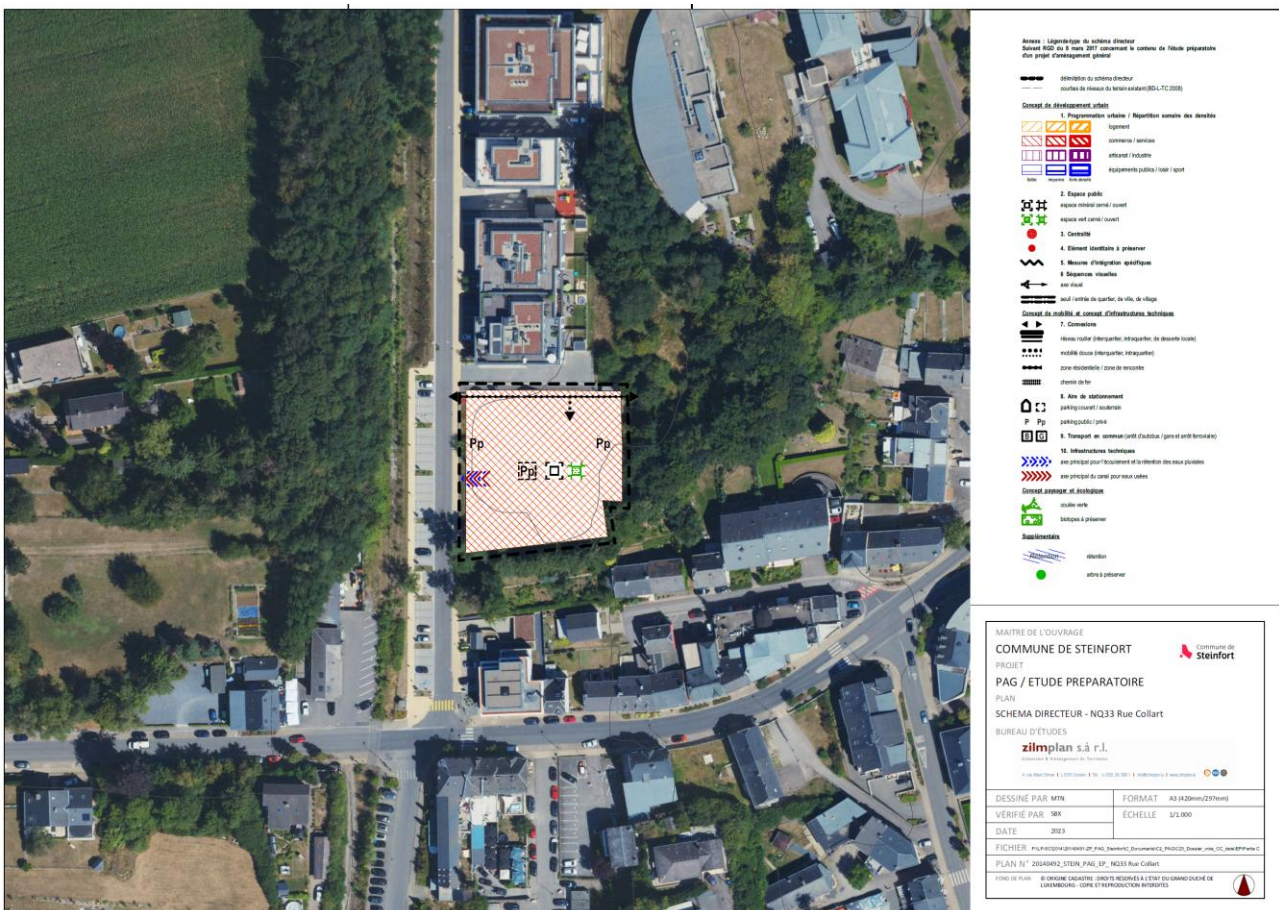 Annexe : Légende-type du schéma directeur
Suivant RGD du 8 mars 2017 concernant le contenu de l'étude préparatoire
d'un projet d'aménagement général
délimitation du schéma directeur
courbes de niveaux du terrain existant (BD-L-TC 2008)
Concept de développement urbain
1. Programmation urbaine / Répartition somaire des densités
logement
commerce / services
artisanat / industrie
équipements publics / loisir / sport
faible moyenne forte densité
2. Espace public
espace minéral cerné / ouvert
espace vert cerné / ouvert
3. Centralité
4. Elément identitaire à préserver
5. Mesures d'intégration spécifiques
6 Séquences visuelles
axe visuel
seuil / entrée de quartier, de ville, de village
Concept de mobilité et concept d'infrastructures techniques
7. Connexions
réseau routier (interquartier, intraquartier, de desserte locale)
mobilité douce (interquartier, intraquartier)
zone résidentielle / zone de rencontre
chemin de fer
8. Aire de stationnement
parking couvert / souterrain
P Pp parking public / privé
B G 9. Transport en commun (arrêt d'autobus / gare et arrêt ferroviaire)
10. Infrastructures techniques
axe principal pour l'écoulement et la rétention des eaux pluviales
axe principal du canal pour eaux usées
Concept paysager et écologique
coulée verte
biotopes à préserver
Supplémentaire
Rétention rétention
arbre à préserver
Pp Pp
Pp
MAITRE DE L'OUVRAGE
COMMUNE DE STEINFORT
Commune de
Steinfort
PROJET
PAG / ETUDE PREPARATOIRE
PLAN
SCHEMA DIRECTEUR - NQ33 Rue Collart
BUREAU D'ÉTUDES
zilmplan s.à r.l.
Urbanisme & Aménagement du Territoire
DESSINÉ PAR MTN FORMAT A3 (420mm/297mm)
VÉRIFIÉ PAR SBX ÉCHELLE 1/1.000
DATE 2023
FICHIER
PLAN N° 20140492_STEIN_PAG_EP_ NQ33 Rue Collart
FOND DE PLAN © ORIGINE CADASTRE : DROITS RÉSERVÉS À L'ÉTAT DU GRAND DUCHÉ DE
LUXEMBOURG - COPIE ET REPRODUCTION INTERDITES